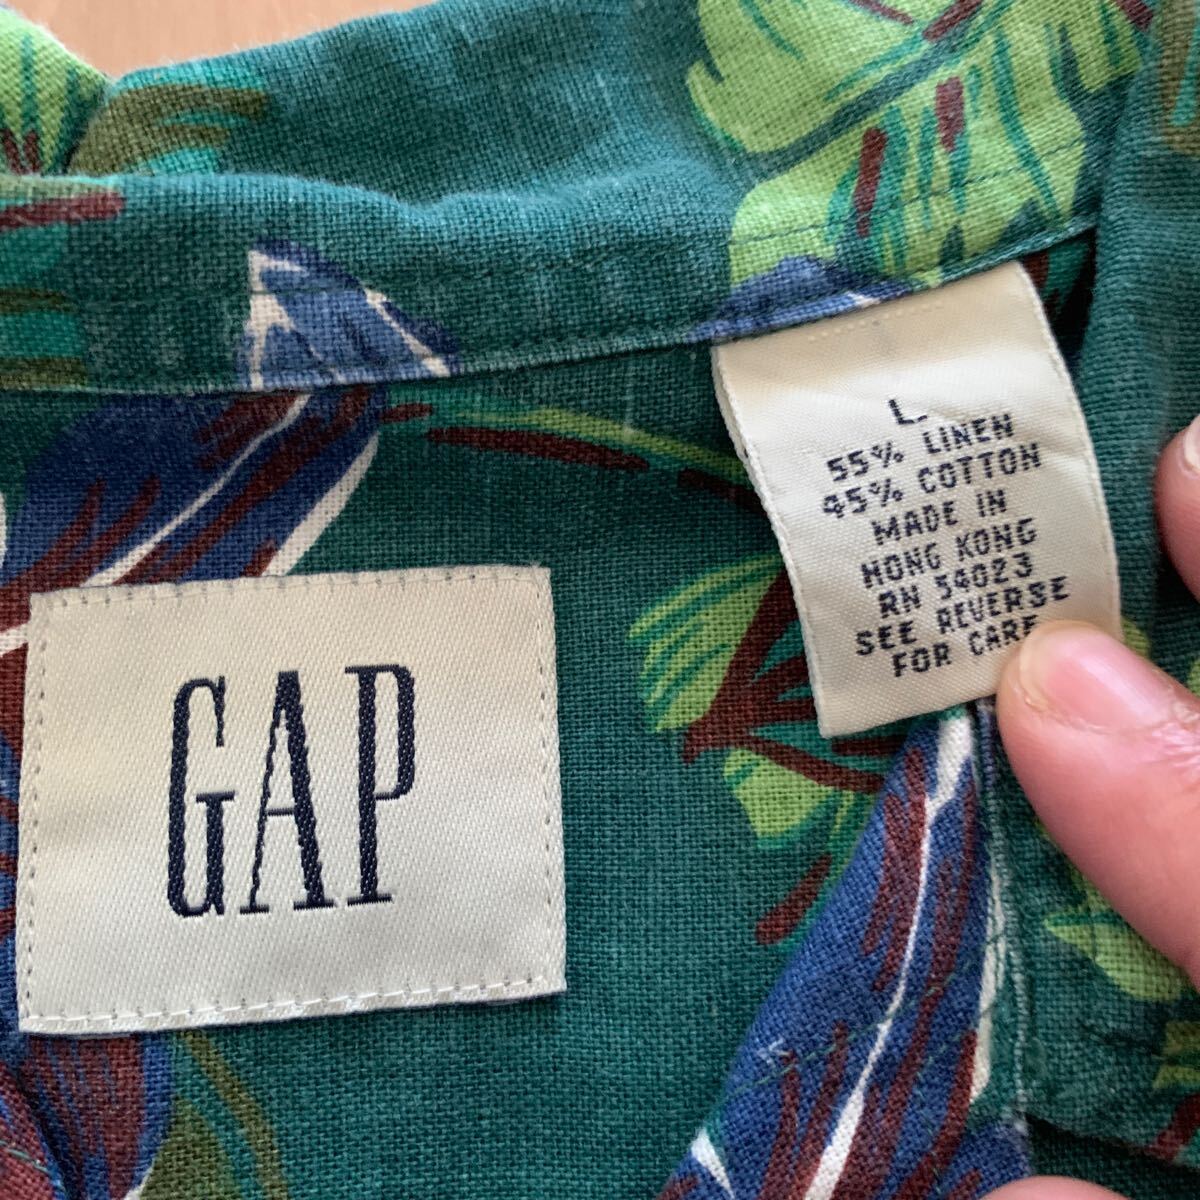 GAP
L.
55% LINEN
45% COTTON
MADE IN
HONG KONG
RN 54023
SEE REVERSE
FOR CARE